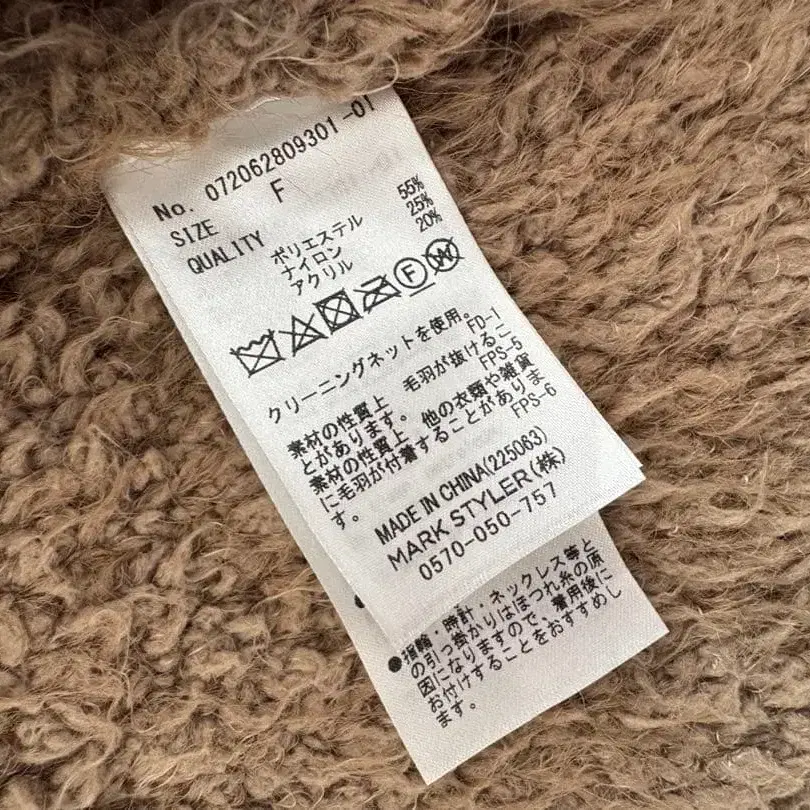 No. 072062809301 -01
SIZE F
QUALITY
ポリエステル 55%
ナイロン 25%
アクリル 20%
F W
クリーニングネットを使用。
FD-1
素材の性質上 毛羽が抜けるこ
とがあります。 FPS-5
素材の性質上 他の衣類や雑貨
に毛羽が付着することがありま
す。 FPS-6
MADE IN CHINA(225063)
MARK STYLER(株)
0570-050-757
●指輪・時計・ネックレス等と
の引っ掛かりはほつれ糸の原
因になりますので、着用後に
お付けすることをおすすめし
ます。